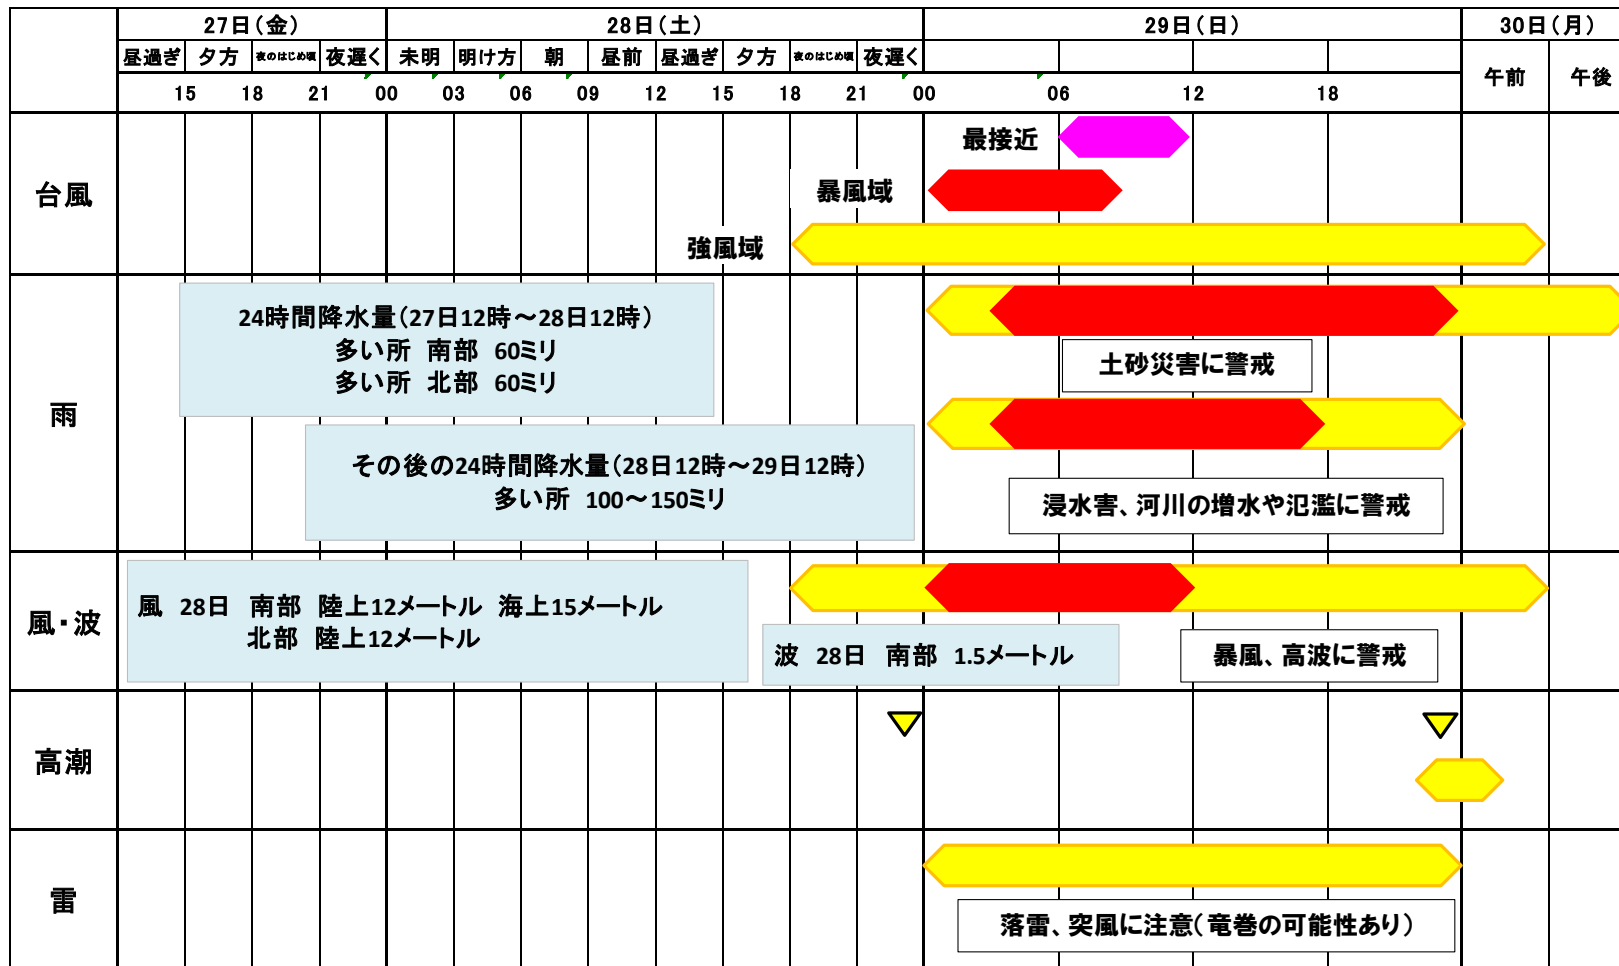 27日(金) 28日(土) 29日(日) 30日(月)
昼過ぎ 夕方 夜のはじめ頃 夜遅く 未明 明け方 朝 昼前 昼過ぎ 夕方 夜のはじめ頃 夜遅く
午前 午後
15 18 21 00 03 06 09 12 15 18 21 00 06 12 18
台風
最接近
暴風域
強風域
雨
24時間降水量(27日12時～28日12時)
多い所 南部 60ミリ
多い所 北部 60ミリ
土砂災害に警戒
その後の24時間降水量(28日12時～29日12時)
多い所 100～150ミリ
浸水害、河川の増水や氾濫に警戒
風・波
風 28日 南部 陸上12メートル 海上15メートル
北部 陸上12メートル
波 28日 南部 1.5メートル
暴風、高波に警戒
高潮
雷
落雷、突風に注意(竜巻の可能性あり)